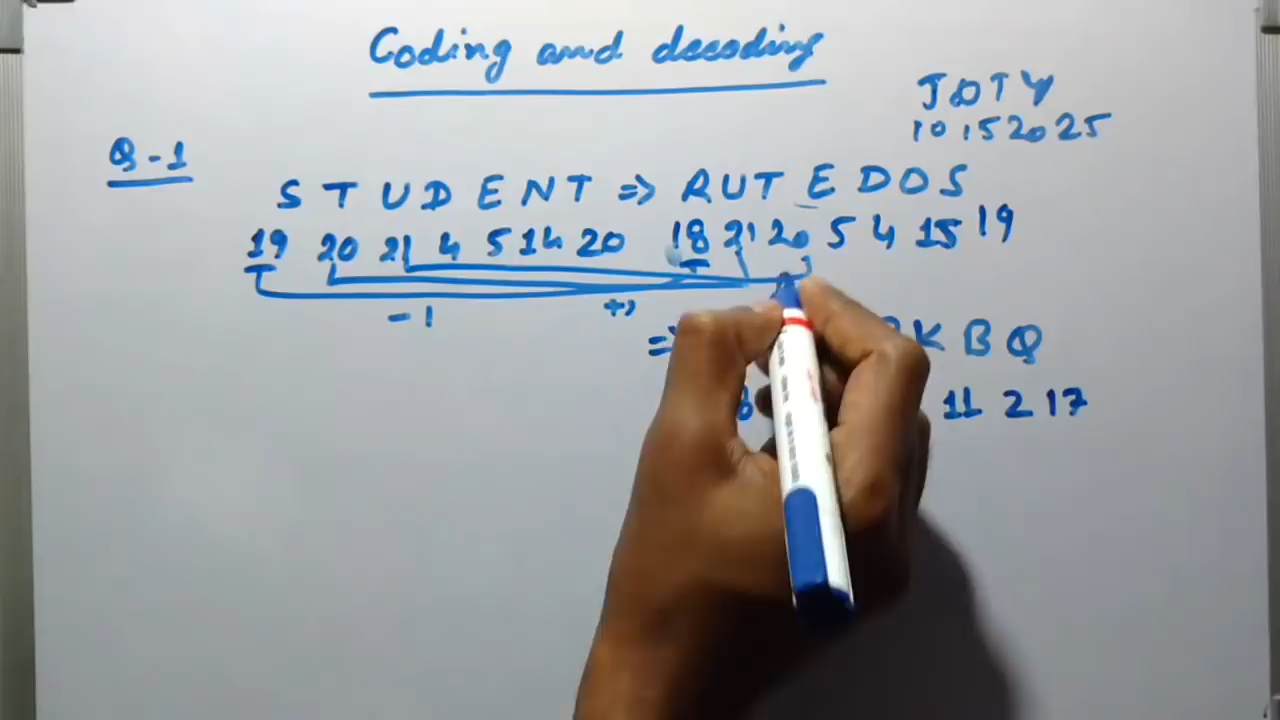 Coding and decoding
JOTY
10 15 20 25
Q-1
STUDENT => RUTEDOS
19 20 21 4 5 14 20 18 21 20 5 4 15 19
-1 +1
=> K B Q
11 2 17